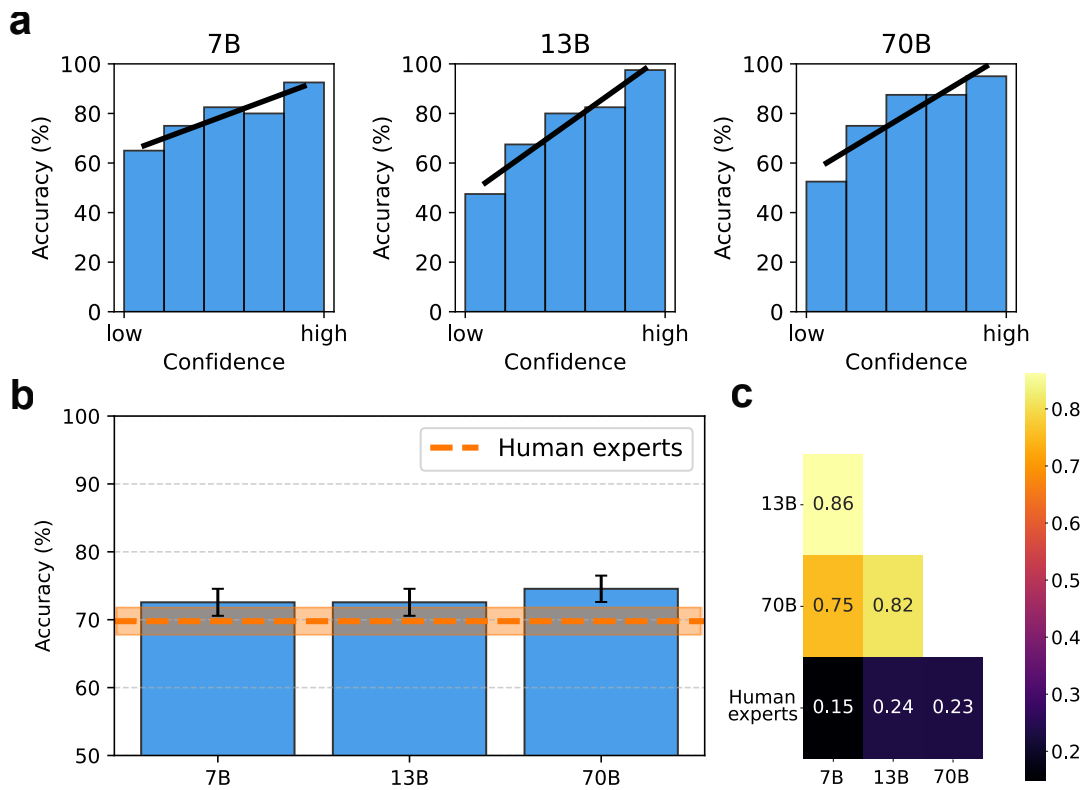 a
7B
13B
70B
Accuracy (%)
100
80
60
40
20
0
low
high
Confidence
Accuracy (%)
100
80
60
40
20
0
low
high
Confidence
Accuracy (%)
100
80
60
40
20
0
low
high
Confidence
b
Accuracy (%)
100
90
80
70
60
50
Human experts
7B
13B
70B
c
13B
0.86
70B
0.75 0.82
Human
experts
0.15 0.24 0.23
7B 13B 70B
0.8
0.7
0.6
0.5
0.4
0.3
0.2